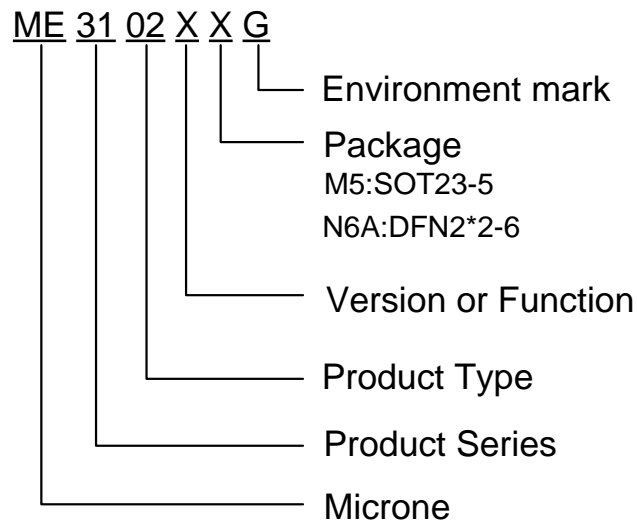 ME 31 02 X X G
Environment mark
Package
M5:SOT23-5
N6A:DFN2*2-6
Version or Function
Product Type
Product Series
Microne